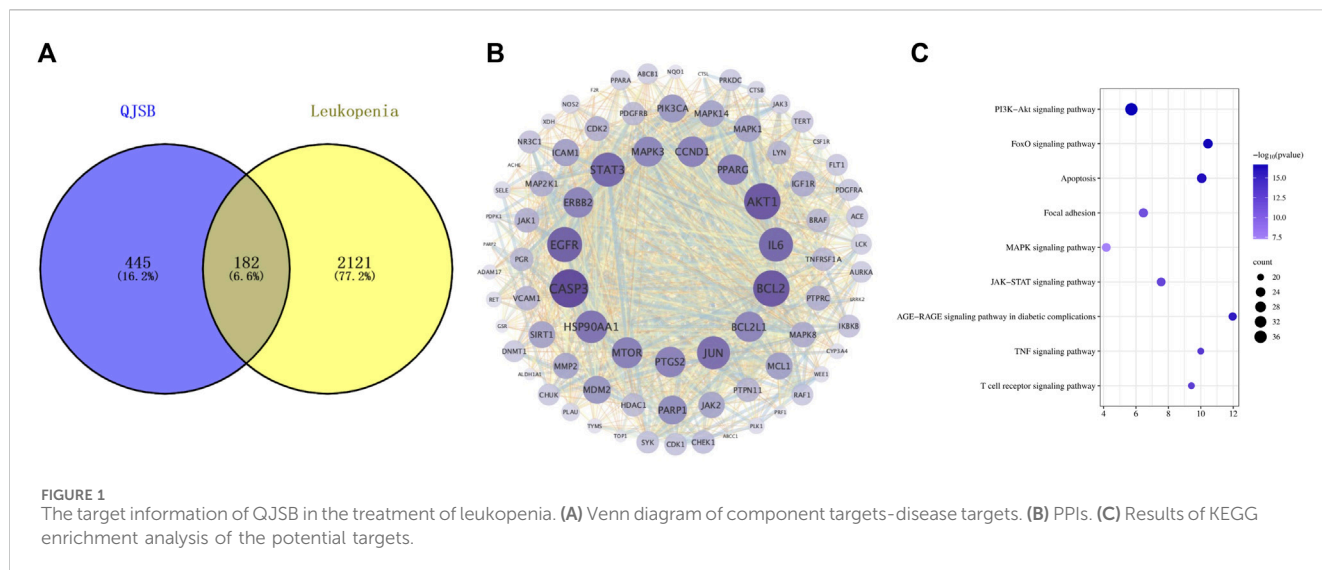 A
B
C
QJSB
Leukopenia
445
(16.2%)
182
(6.6%)
2121
(77.2%)
NQO1
CTSL
ABCB1
PRKDC
F2R
PPARA
CTSB
NOS2
PDGFRB
PIK3CA
MAPK14
JAK3
XDH
CDK2
MAPK1
TERT
NR3C1
ICAM1
MAPK3
CCND1
LYN
CSF1R
ACHE
STAT3
PPARG
FLT1
SELE
MAP2K1
IGF1R
PDGFRA
PDPK1
JAK1
ERBB2
AKT1
BRAF
ACE
PGR
EGFR
IL6
TNFRSF1A
LCK
ADAM17
AURKA
RET
VCAM1
CASP3
BCL2
PTPRC
GSR
SIRT1
HSP90AA1
BCL2L1
MAPK8
IKBKB
DNMT1
MMP2
MTOR
PTGS2
JUN
MCL1
CYP3A4
ALDH1A1
WEE1
CHUK
MDM2
HDAC1
PARP1
JAK2
PTPN11
RAF1
PLAU
PRF1
TYMS
TOP1
SYK
CDK1
CHEK1
ABCC1
PLK1
PI3K−Akt signaling pathway
FoxO signaling pathway
Apoptosis
Focal adhesion
MAPK signaling pathway
JAK−STAT signaling pathway
AGE−RAGE signaling pathway in diabetic complications
TNF signaling pathway
T cell receptor signaling pathway
4 6 8 10 12
−log10(pvalue)
15.0
12.5
10.0
7.5
count
20
24
28
32
36
FIGURE 1
The target information of QJSB in the treatment of leukopenia. (A) Venn diagram of component targets-disease targets. (B) PPIs. (C) Results of KEGG
enrichment analysis of the potential targets.